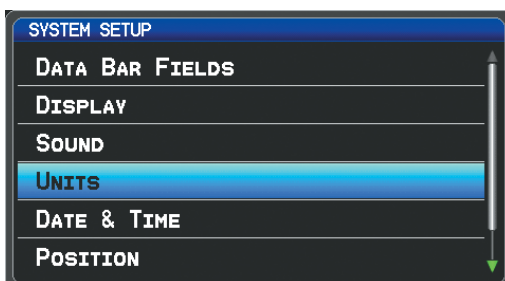 SYSTEM SETUP
DATA BAR FIELDS
DISPLAY
SOUND
UNITS
DATE & TIME
POSITION